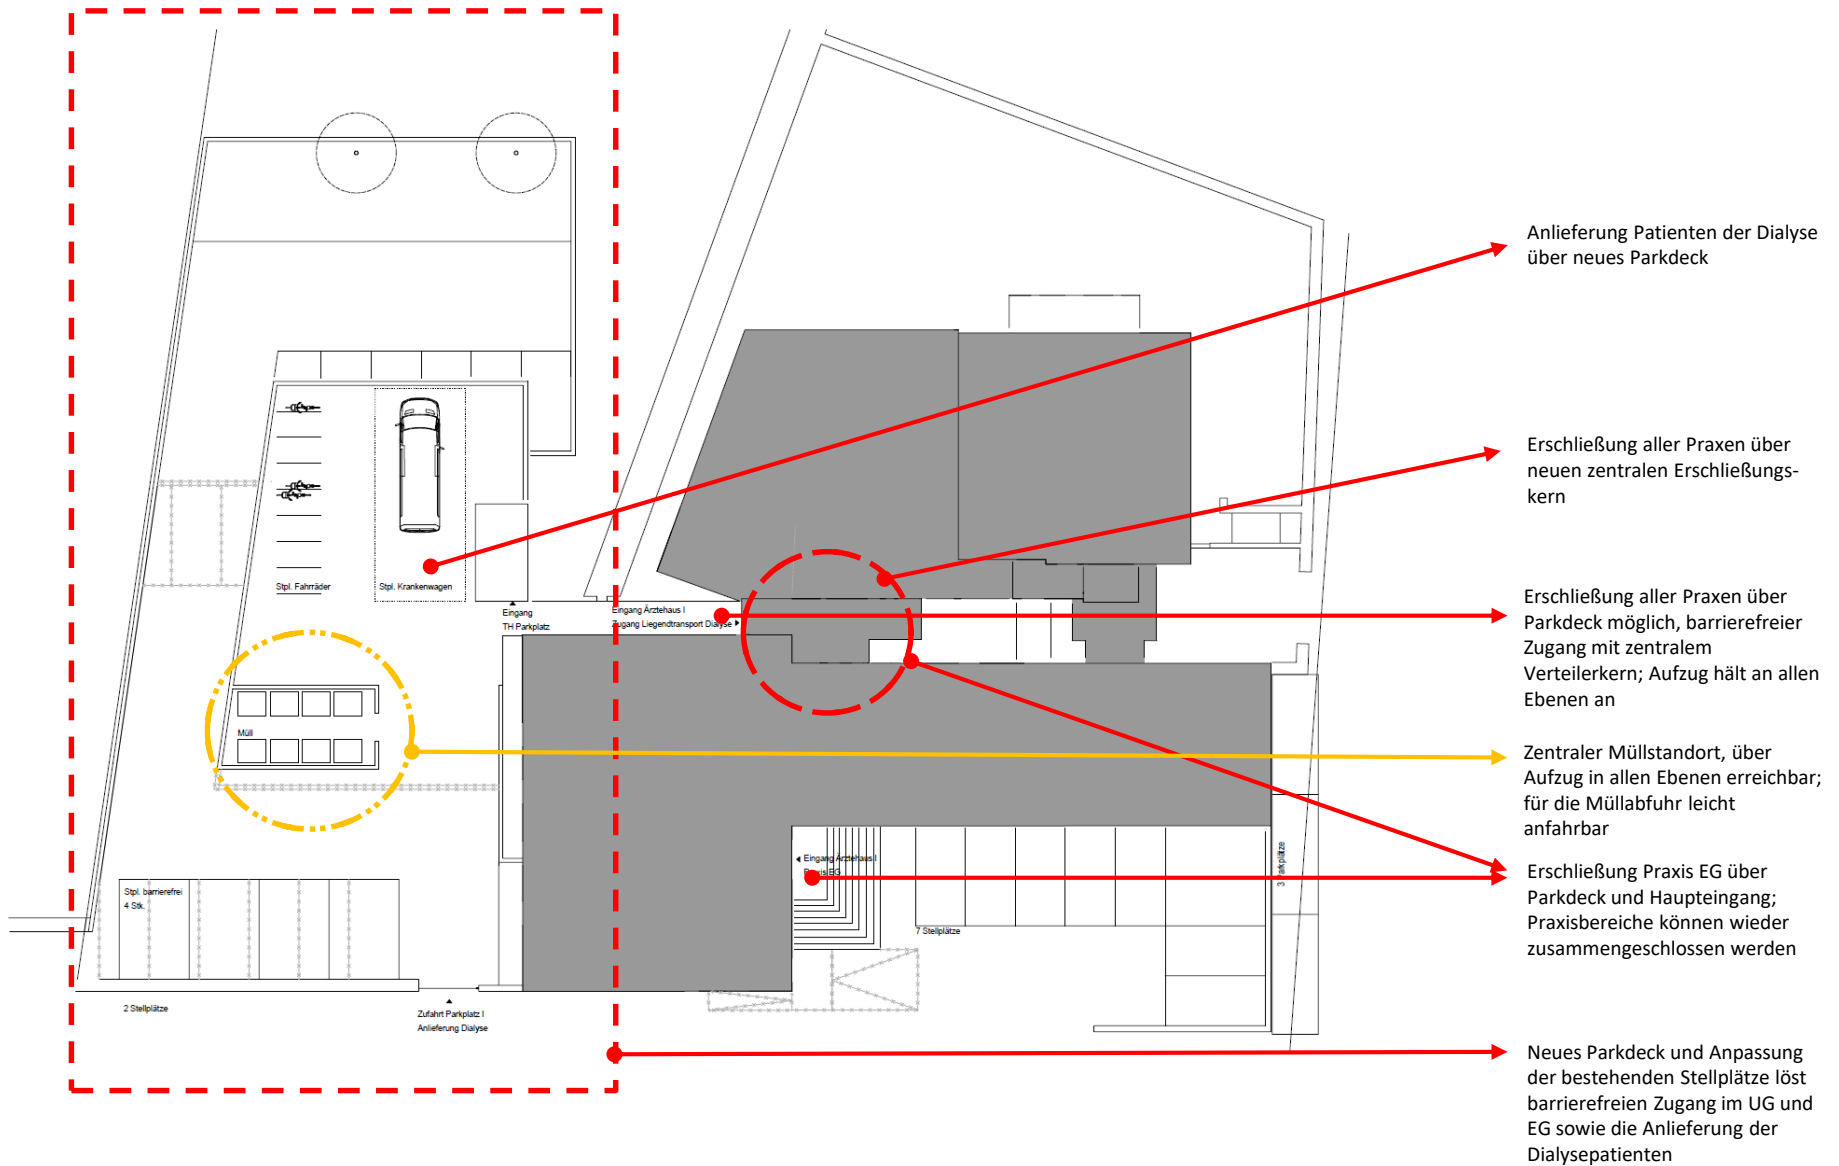 Anlieferung Patienten der Dialyse
über neues Parkdeck
Erschließung aller Praxen über
neuen zentralen Erschließungs-
kern
Stpl. Fahrräder
Stpl. Krankenwagen
Eingang
TH Parkplatz
Eingang Ärztehaus I
Zugang Liegendtransport Dialyse
Erschließung aller Praxen über
Parkdeck möglich, barrierefreier
Zugang mit zentralem
Verteilerkern; Aufzug hält an allen
Ebenen an
Müll
Zentraler Müllstandort, über
Aufzug in allen Ebenen erreichbar;
für die Müllabfuhr leicht
anfahrbar
Eingang Ärztehaus I
Praxis EG
3 Parkplätze
Erschließung Praxis EG über
Parkdeck und Haupteingang;
Praxisbereiche können wieder
zusammengeschlossen werden
Stpl. barrierefrei
4 Stk.
7 Stellplätze
2 Stellplätze
Zufahrt Parkplatz I
Anlieferung Dialyse
Neues Parkdeck und Anpassung
der bestehenden Stellplätze löst
barrierefreien Zugang im UG und
EG sowie die Anlieferung der
Dialysepatienten